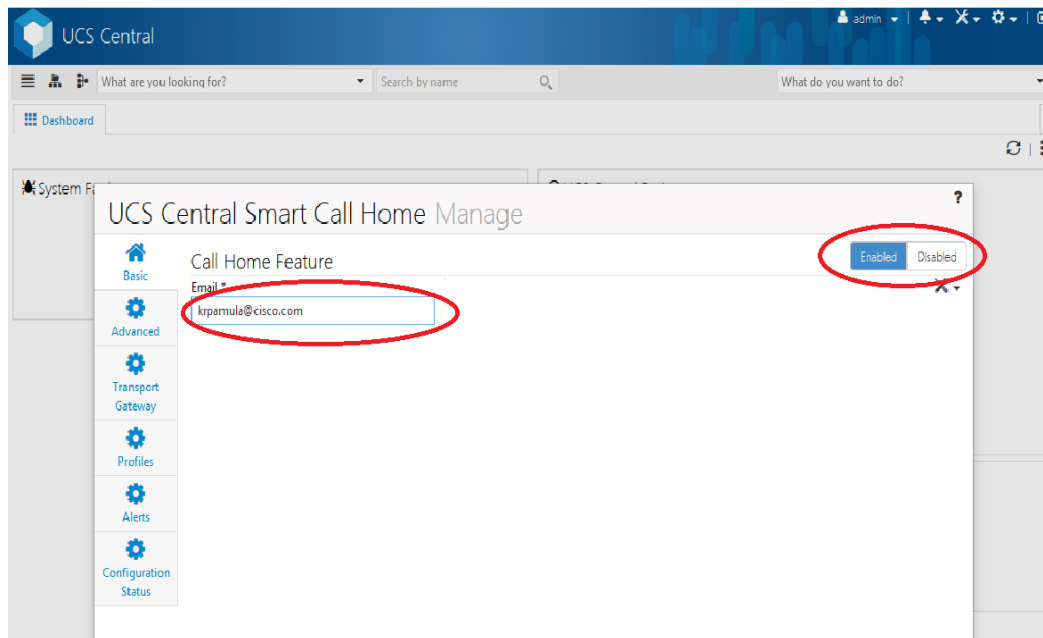 UCS Central
admin
What are you looking for?
Search by name
What do you want to do?
Dashboard
System Fa
UCS Central Smart Call Home Manage
?
Basic
Call Home Feature
Enabled
Disabled
Email *
krpamula@cisco.com
Advanced
Transport
Gateway
Profiles
Alerts
Configuration
Status